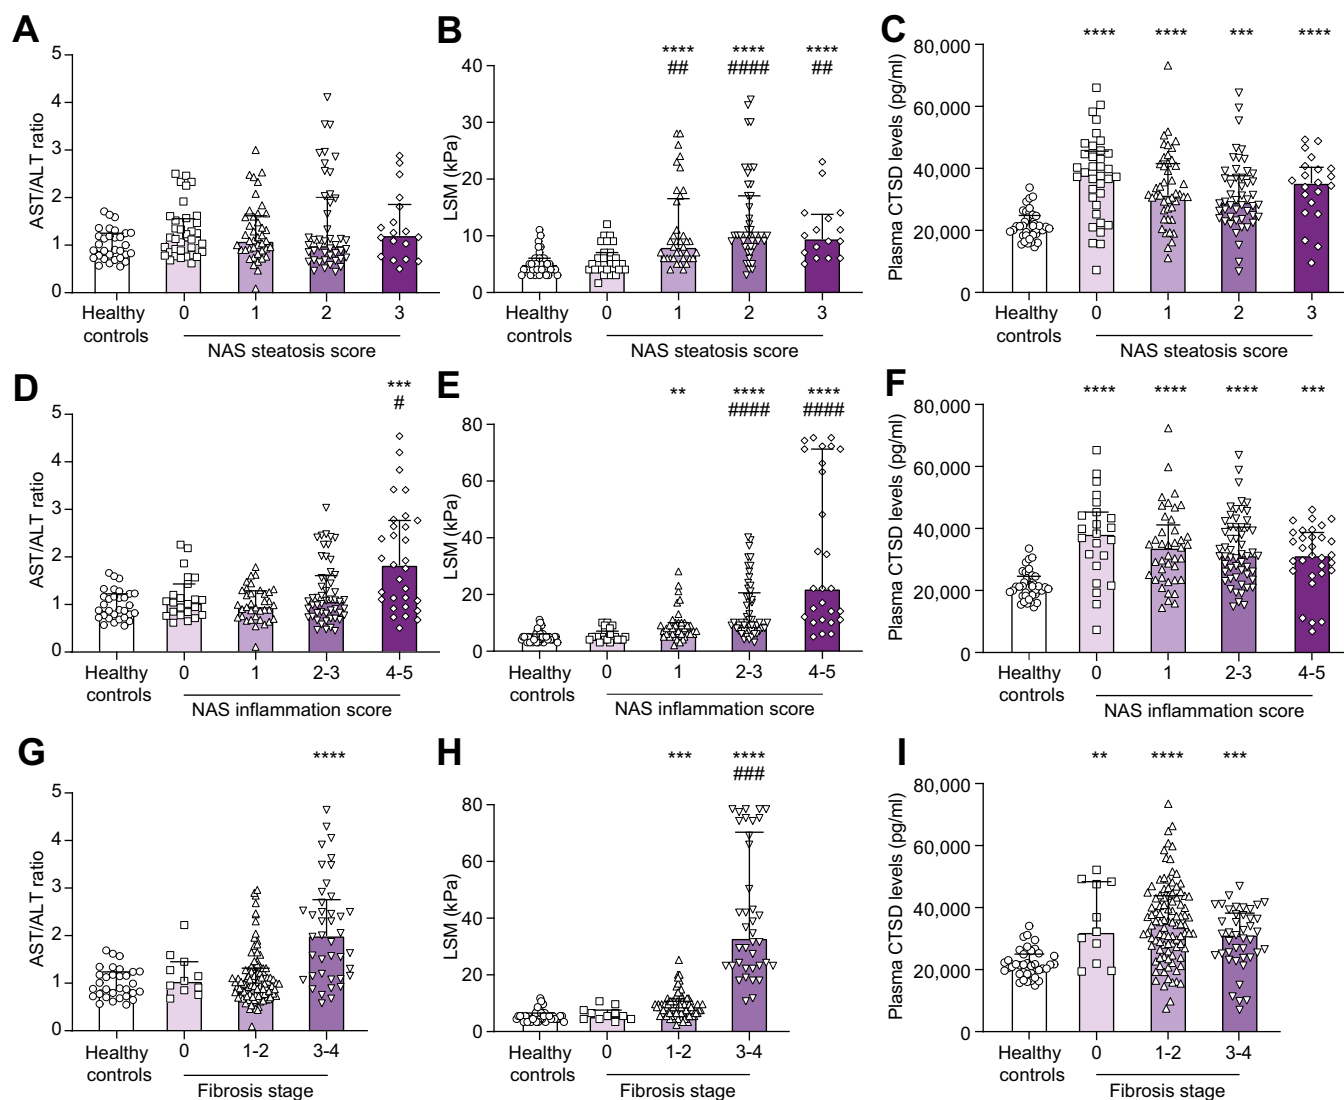 A
AST/ALT ratio
5
4
3
2
1
0
Healthy controls
0
1
2
3
NAS steatosis score
B
LSM (kPa)
**** **** ****
## #### ##
40
30
20
10
0
Healthy controls
0
1
2
3
NAS steatosis score
C
Plasma CTSD levels (pg/ml)
**** **** *** ****
80,000
60,000
40,000
20,000
0
Healthy controls
0
1
2
3
NAS steatosis score
D
AST/ALT ratio
***
#
5
4
3
2
1
0
Healthy controls
0
1
2-3
4-5
NAS inflammation score
E
LSM (kPa)
** **** ****
#### ####
80
60
40
20
0
Healthy controls
0
1
2-3
4-5
NAS inflammation score
F
Plasma CTSD levels (pg/ml)
**** **** **** ***
80,000
60,000
40,000
20,000
0
Healthy controls
0
1
2-3
4-5
NAS inflammation score
G
AST/ALT ratio
****
5
4
3
2
1
0
Healthy controls
0
1-2
3-4
Fibrosis stage
H
LSM (kPa)
*** ****
###
80
60
40
20
0
Healthy controls
0
1-2
3-4
Fibrosis stage
I
Plasma CTSD levels (pg/ml)
** **** ***
80,000
60,000
40,000
20,000
0
Healthy controls
0
1-2
3-4
Fibrosis stage